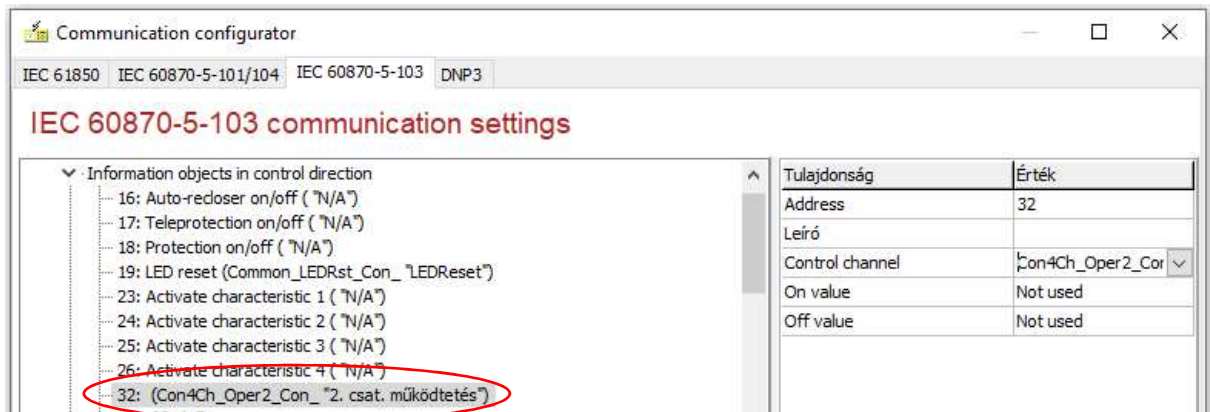 Communication configurator
IEC 61850 IEC 60870-5-101/104 IEC 60870-5-103 DNP3
IEC 60870-5-103 communication settings
Information objects in control direction
16: Auto-recloser on/off ( "N/A")
17: Teleprotection on/off ( "N/A")
18: Protection on/off ( "N/A")
19: LED reset (Common_LEDRst_Con_ "LEDReset")
23: Activate characteristic 1 ( "N/A")
24: Activate characteristic 2 ( "N/A")
25: Activate characteristic 3 ( "N/A")
26: Activate characteristic 4 ( "N/A")
32: (Con4Ch_Oper2_Con_ "2. csat. működtetés")
Tulajdonság Érték
Address 32
Leíró
Control channel Con4Ch_Oper2_Cor
On value Not used
Off value Not used